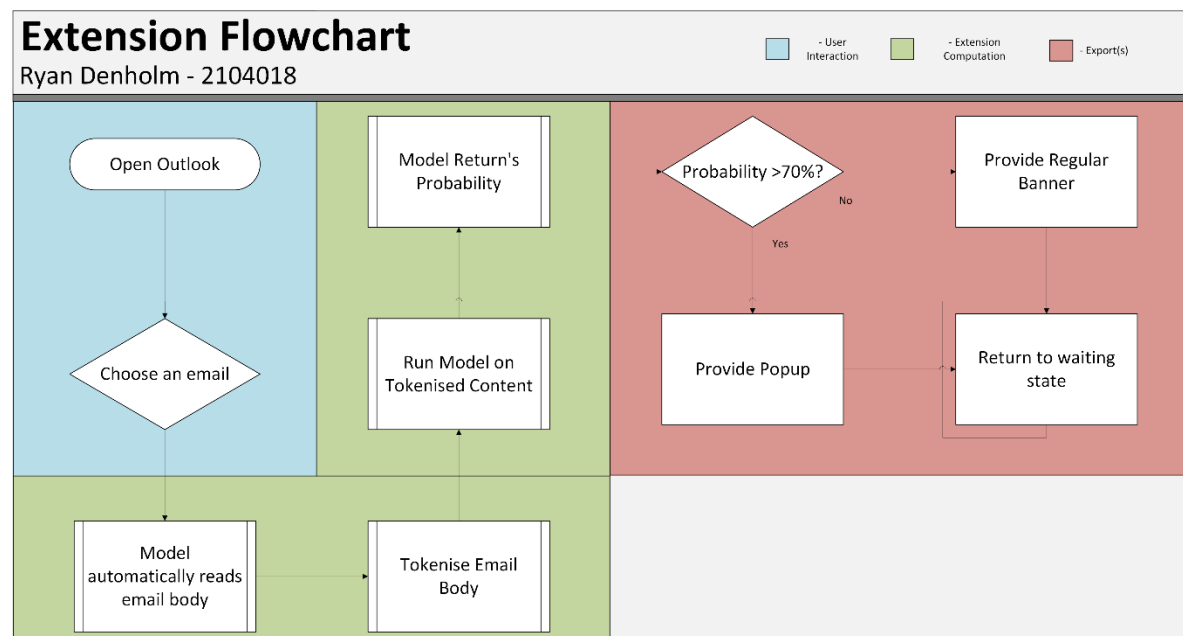 Extension Flowchart
Ryan Denholm - 2104018
- User
Interaction
- Extension
Computation
- Export(s)
Open Outlook
Choose an email
Model
automatically reads
email body
Tokenise Email
Body
Run Model on
Tokenised Content
Model Return's
Probability
Probability >70%?
No
Yes
Provide Regular
Banner
Provide Popup
Return to waiting
state